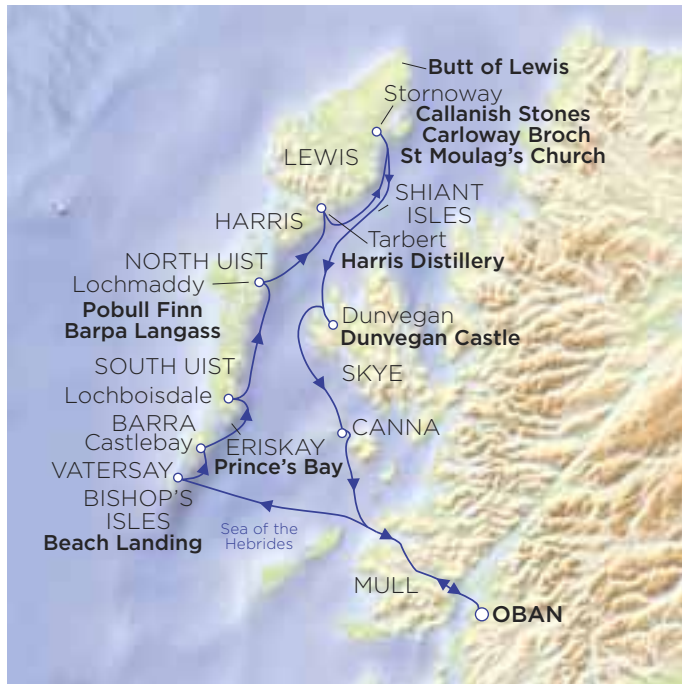 Butt of Lewis
Stornoway
Callanish Stones
Carloway Broch
St Moulag's Church
LEWIS
SHIANT
ISLES
HARRIS
Tarbert
Harris Distillery
NORTH UIST
Lochmaddy
Pobull Finn
Barpa Langass
Dunvegan
Dunvegan Castle
SOUTH UIST
SKYE
Lochboisdale
BARRA
Castlebay
CANNA
ERISKAY
Prince's Bay
VATERSAY
BISHOP'S
ISLES
Beach Landing
Sea of the
Hebrides
MULL
OBAN